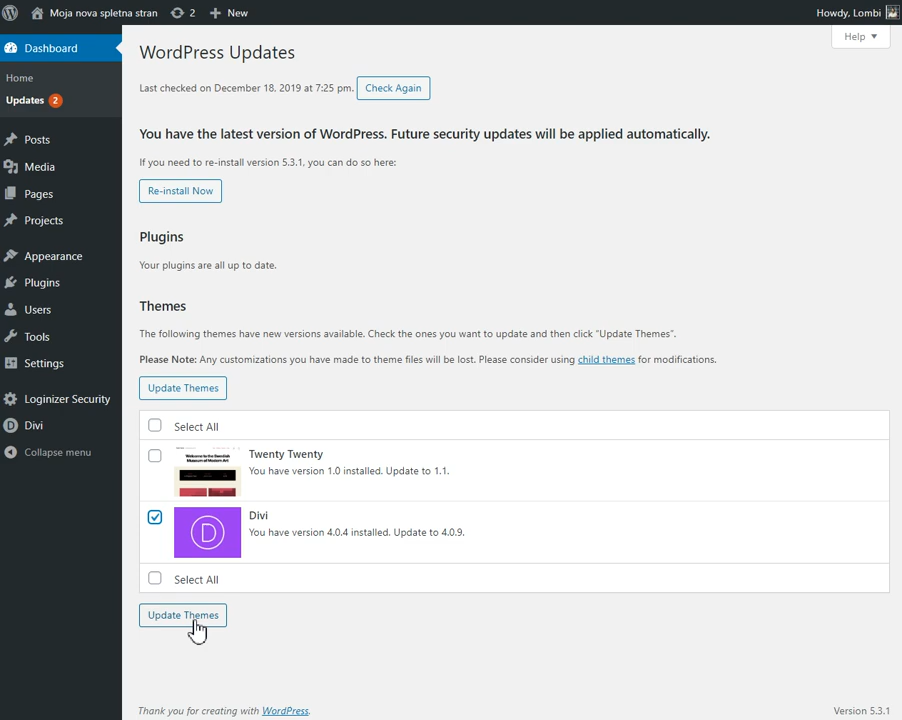 Moja nova spletna stran 2 New Howdy, Lombi
Help
Dashboard
Home
Updates 2
Posts
Media
Pages
Projects
Appearance
Plugins
Users
Tools
Settings
Loginizer Security
Divi
Collapse menu
WordPress Updates
Last checked on December 18, 2019 at 7:25 pm. Check Again
You have the latest version of WordPress. Future security updates will be applied automatically.
If you need to re-install version 5.3.1, you can do so here:
Re-install Now
Plugins
Your plugins are all up to date.
Themes
The following themes have new versions available. Check the ones you want to update and then click “Update Themes”.
Please Note: Any customizations you have made to theme files will be lost. Please consider using child themes for modifications.
Update Themes
Select All
Welcome to the Swedish
Museum of Modern Art
Twenty Twenty
You have version 1.0 installed. Update to 1.1.
D
Divi
You have version 4.0.4 installed. Update to 4.0.9.
Select All
Update Themes
Thank you for creating with WordPress.
Version 5.3.1